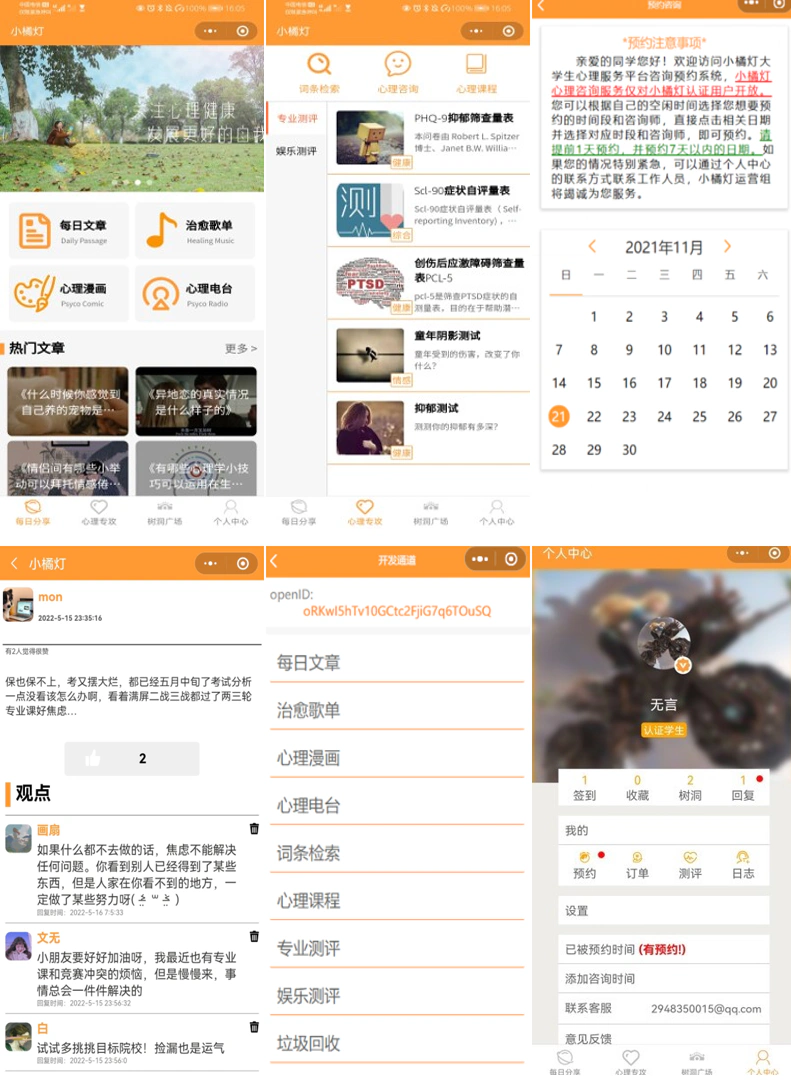 16:05
小橘灯
关注心理健康
发展更好的自我
每日文章
Daily Passage
治愈歌单
Healing Music
心理漫画
Psyco Comic
心理电台
Psyco Radio
热门文章
更多 >
《什么时候你感觉到
自己养的宠物是…
《异地恋的真实情况
是什么样子的》
《情侣间有哪些小举
动可以拜托情感倦…
《有哪些心理学小技
巧可以运用在生…
每日分享
心理专攻
树洞广场
个人中心
100%
16:05
小橘灯
词条检索
心理咨询
心理课程
专业测评
娱乐测评
PHQ-9抑郁筛查量表
本问卷由 Robert L. Spitzer
博士、Janet B.W. Willia…
健康
测
Scl-90症状自评量表
Scl-90症状自评量表（ Self-
reporting Inventory），…
综合
PTSD
创伤后应激障碍筛查量
表PCL-5
pcl-5是筛查PTSD症状的自
测量表。目的在于帮助潜…
健康
童年阴影测试
童年受到的伤害，改变了你
什么？
情感
抑郁测试
测测你的抑郁有多深？
健康
每日分享
心理专攻
树洞广场
个人中心
预约咨询
*预约注意事项*
亲爱的同学您好！欢迎访问小橘灯大
学生心理服务平台咨询预约系统，小橘灯
心理咨询服务仅对小橘灯认证用户开放。
您可以根据自己的空闲时间选择您想要预
约的时间段和咨询师，直接点击相关日期
并选择对应时段和咨询师，即可预约。请
提前1天预约，并预约7天以内的日期。如
果您的情况特别紧急，可以通过个人中心
的联系方式联系工作人员，小橘灯运营组
将竭诚为您服务。
2021年11月
日 一 二 三 四 五 六
1 2 3 4 5 6
7 8 9 10 11 12 13
14 15 16 17 18 19 20
21 22 23 24 25 26 27
28 29 30
小橘灯
mon
2022-5-15 23:35:16
有2人觉得很赞
保也保不上，考又摆大烂，都已经五月中旬了考试分析
一点没看该怎么办啊，看着满屏二战三战都过了两三轮
专业课好焦虑…
2
观点
画扇
如果什么都不去做的话，焦虑不能解决
任何问题。你看到别人已经得到了某些
东西，但是人家在你看不到的地方，一
定做了某些努力呀
回复时间：2022-5-16 7:5:33
文无
小朋友要好好加油呀，我最近也有专业
课和竞赛冲突的烦恼，但是慢慢来，事
情总会一件件解决的
回复时间：2022-5-15 23:56:32
白
试试多挑挑目标院校！捡漏也是运气
回复时间：2022-5-15 23:56:0
开发通道
openID:
oRKwI5hTv10GCtc2FjiG7q6TOuSQ
每日文章
治愈歌单
心理漫画
心理电台
词条检索
心理课程
专业测评
娱乐测评
垃圾回收
个人中心
无言
认证学生
1 0 2 1
签到 收藏 树洞 回复
我的
预约 订单 测评 日志
设置
已被预约时间 (有预约!)
添加咨询时间
联系客服 2948350015@qq.com
意见反馈
每日分享
心理专攻
树洞广场
个人中心